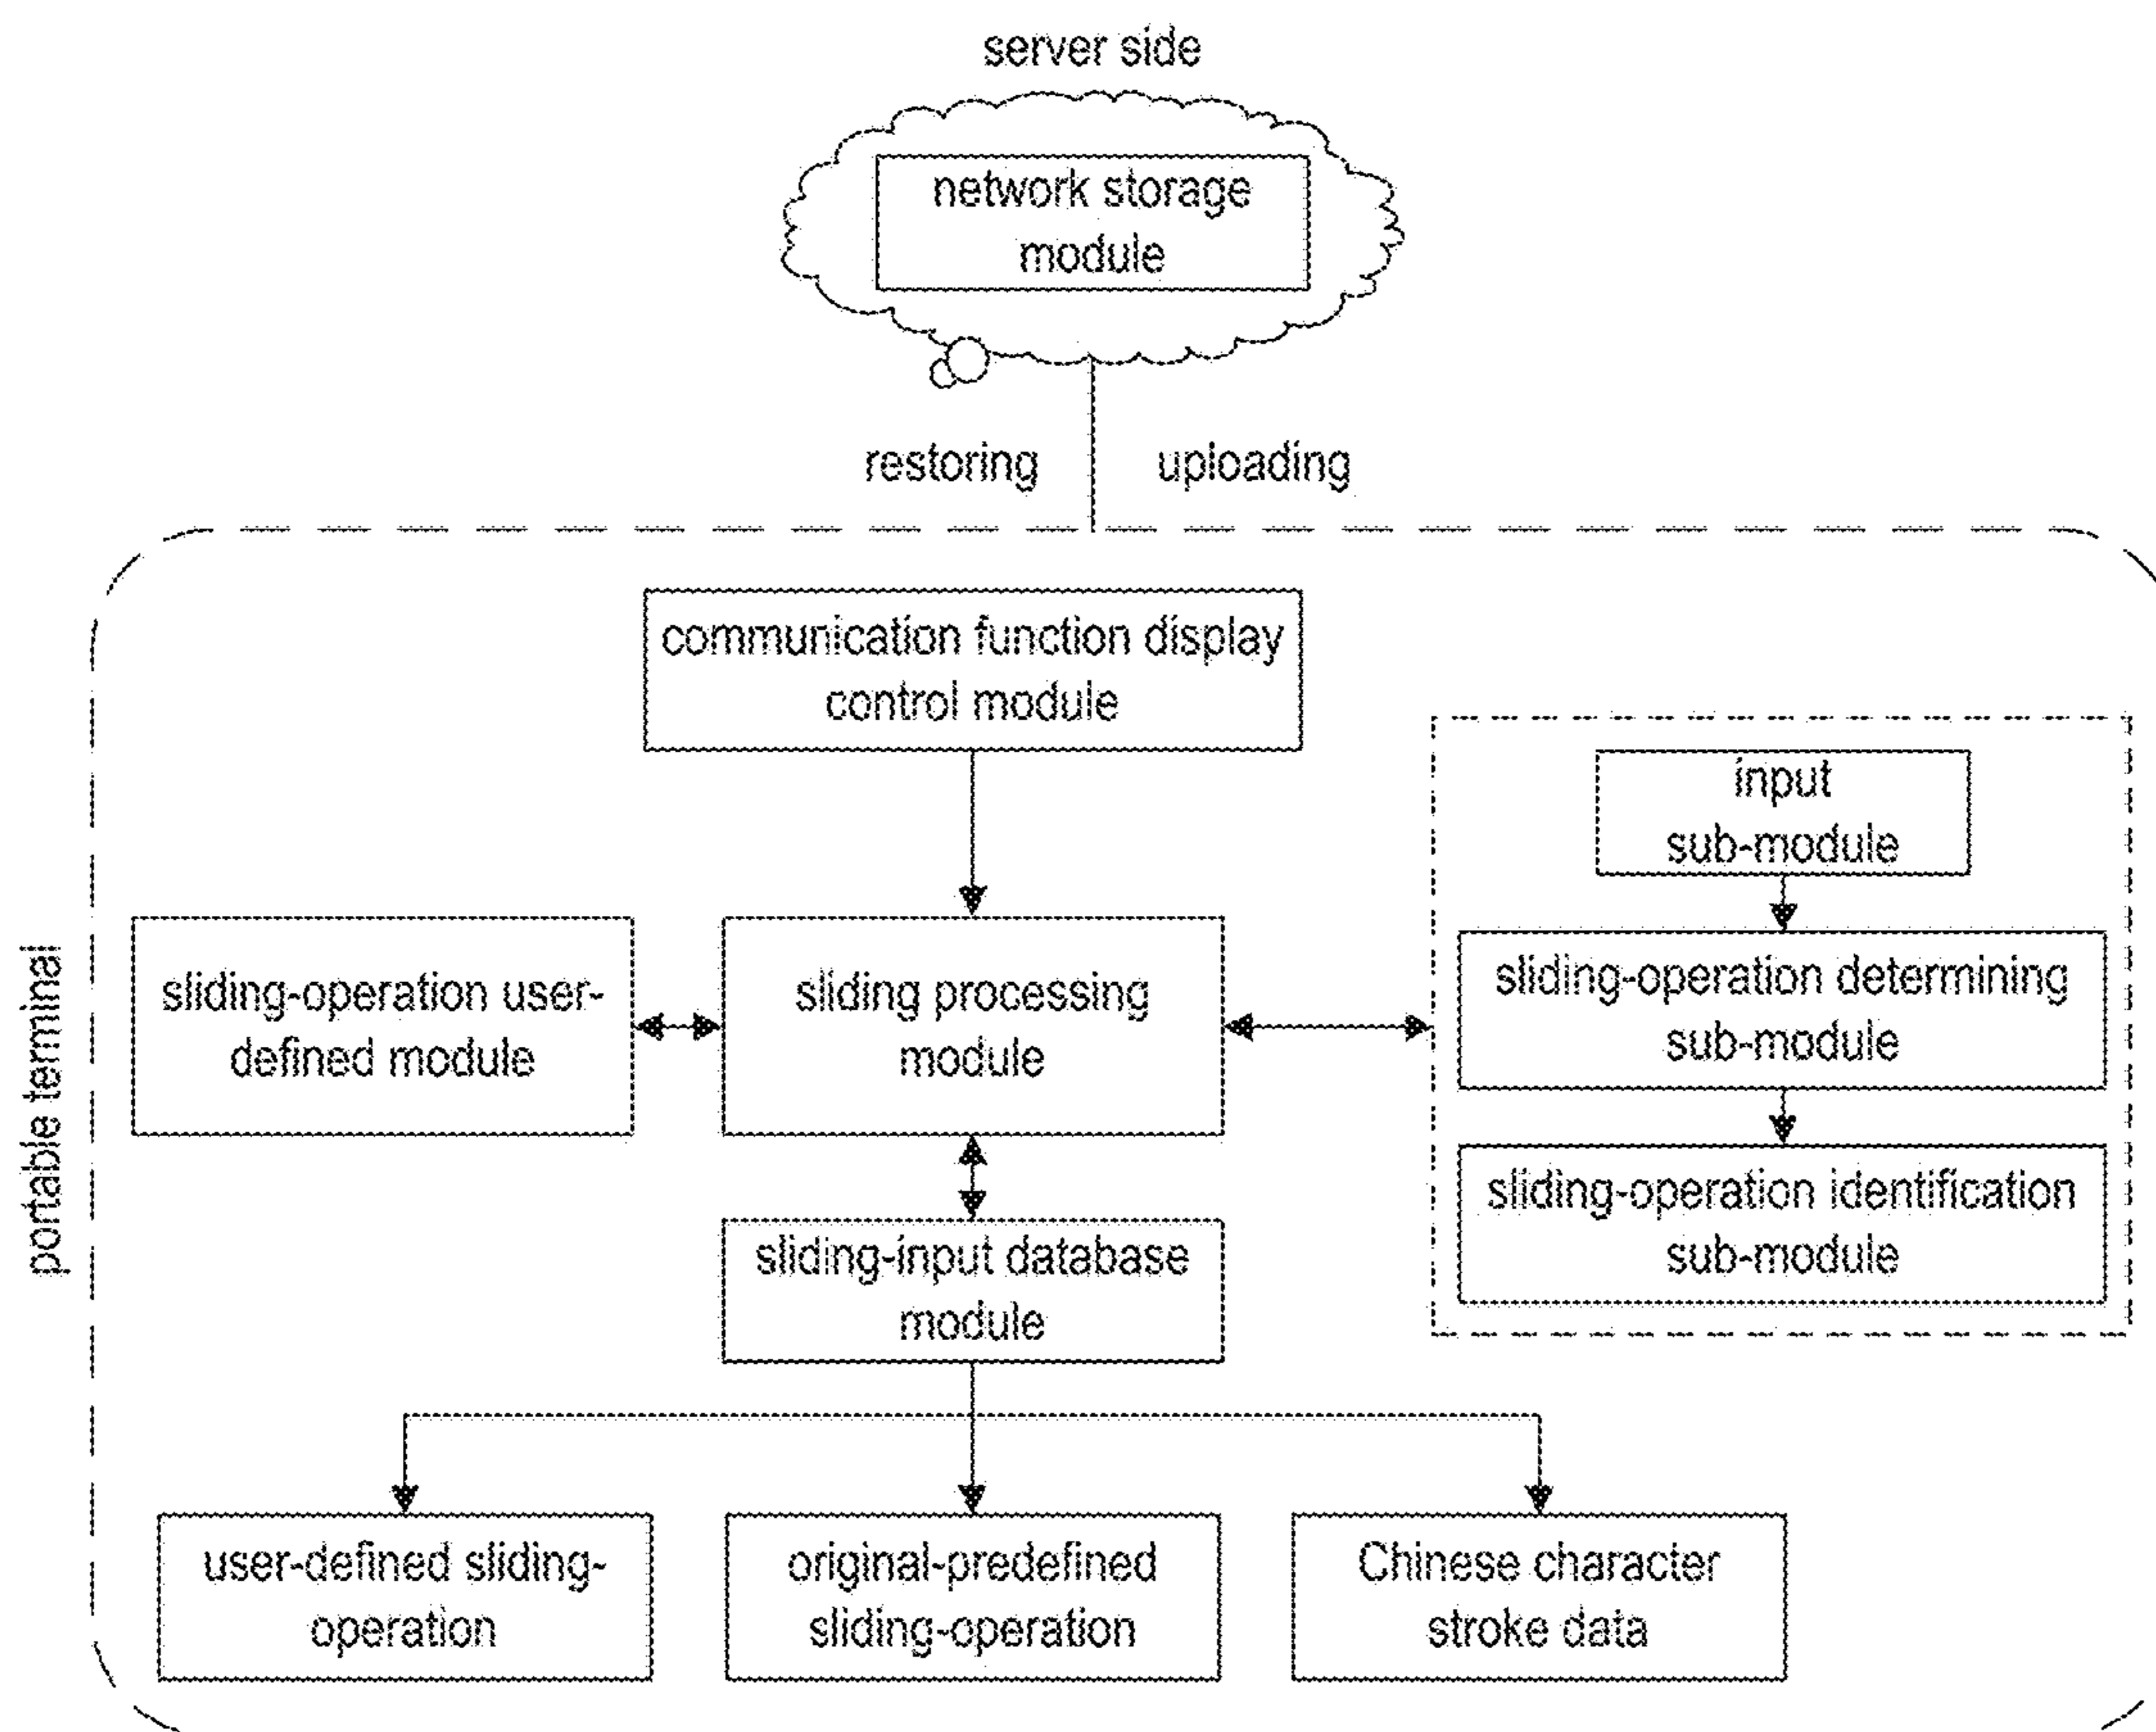 server side
network storage
module
restoring
uploading
portable terminal
communication function display
control module
input
sub-module
sliding-operation user-
defined module
sliding processing
module
sliding-operation determining
sub-module
sliding-operation identification
sub-module
sliding-input database
module
user-defined sliding-
operation
original-predefined
sliding-operation
Chinese character
stroke data